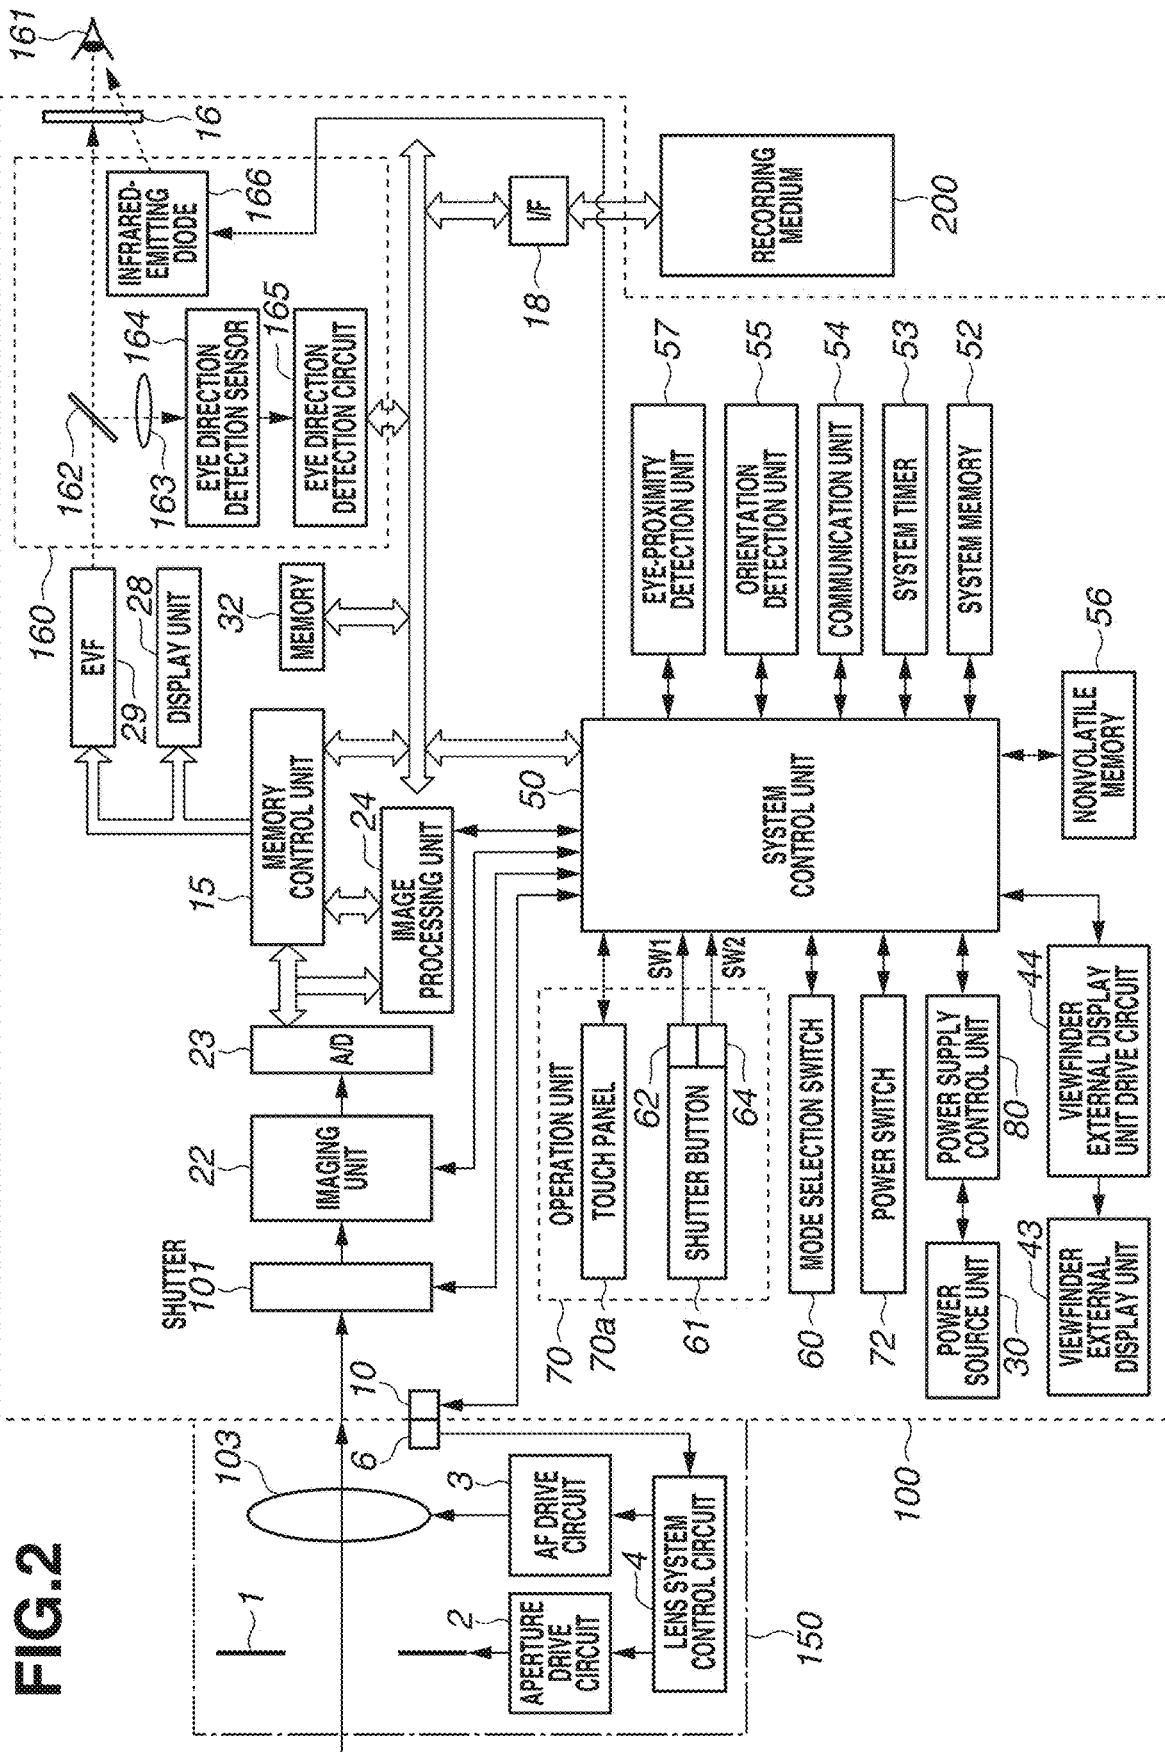 FIG.2
1
103
2
APERTURE
DRIVE
CIRCUIT
3
AF DRIVE
CIRCUIT
4
LENS SYSTEM
CONTROL CIRCUIT
150
6
10
100
SHUTTER
101
22
IMAGING
UNIT
23
A/D
15
MEMORY
CONTROL UNIT
24
IMAGE
PROCESSING UNIT
32
MEMORY
29
EVF
28
DISPLAY UNIT
160
162
163
164
EYE DIRECTION
DETECTION SENSOR
165
EYE DIRECTION
DETECTION CIRCUIT
INFRARED-
EMITTING
DIODE
166
16
161
18
I/F
RECORDING
MEDIUM
200
50
SYSTEM
CONTROL UNIT
70
OPERATION UNIT
70a
TOUCH PANEL
61
SHUTTER BUTTON
62
64
SW1
SW2
60
MODE SELECTION SWITCH
72
POWER SWITCH
POWER SUPPLY
CONTROL UNIT
80
POWER
SOURCE UNIT
30
44
VIEWFINDER
EXTERNAL DISPLAY
UNIT DRIVE CIRCUIT
43
VIEWFINDER
EXTERNAL
DISPLAY UNIT
EYE-PROXIMITY
DETECTION UNIT
57
ORIENTATION
DETECTION UNIT
55
COMMUNICATION UNIT
54
SYSTEM TIMER
53
SYSTEM MEMORY
52
NONVOLATILE
MEMORY
56